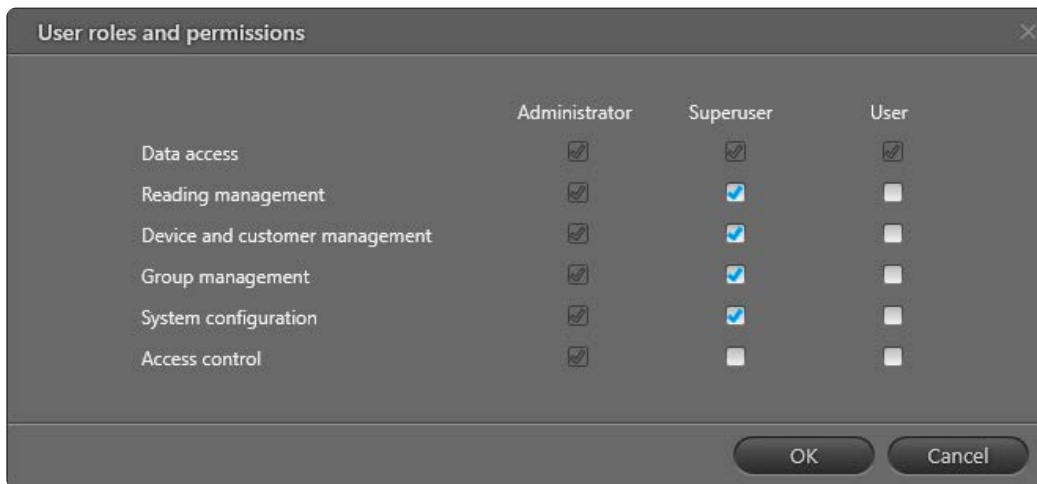 User roles and permissions
Administrator Superuser User
Data access
Reading management
Device and customer management
Group management
System configuration
Access control
OK Cancel